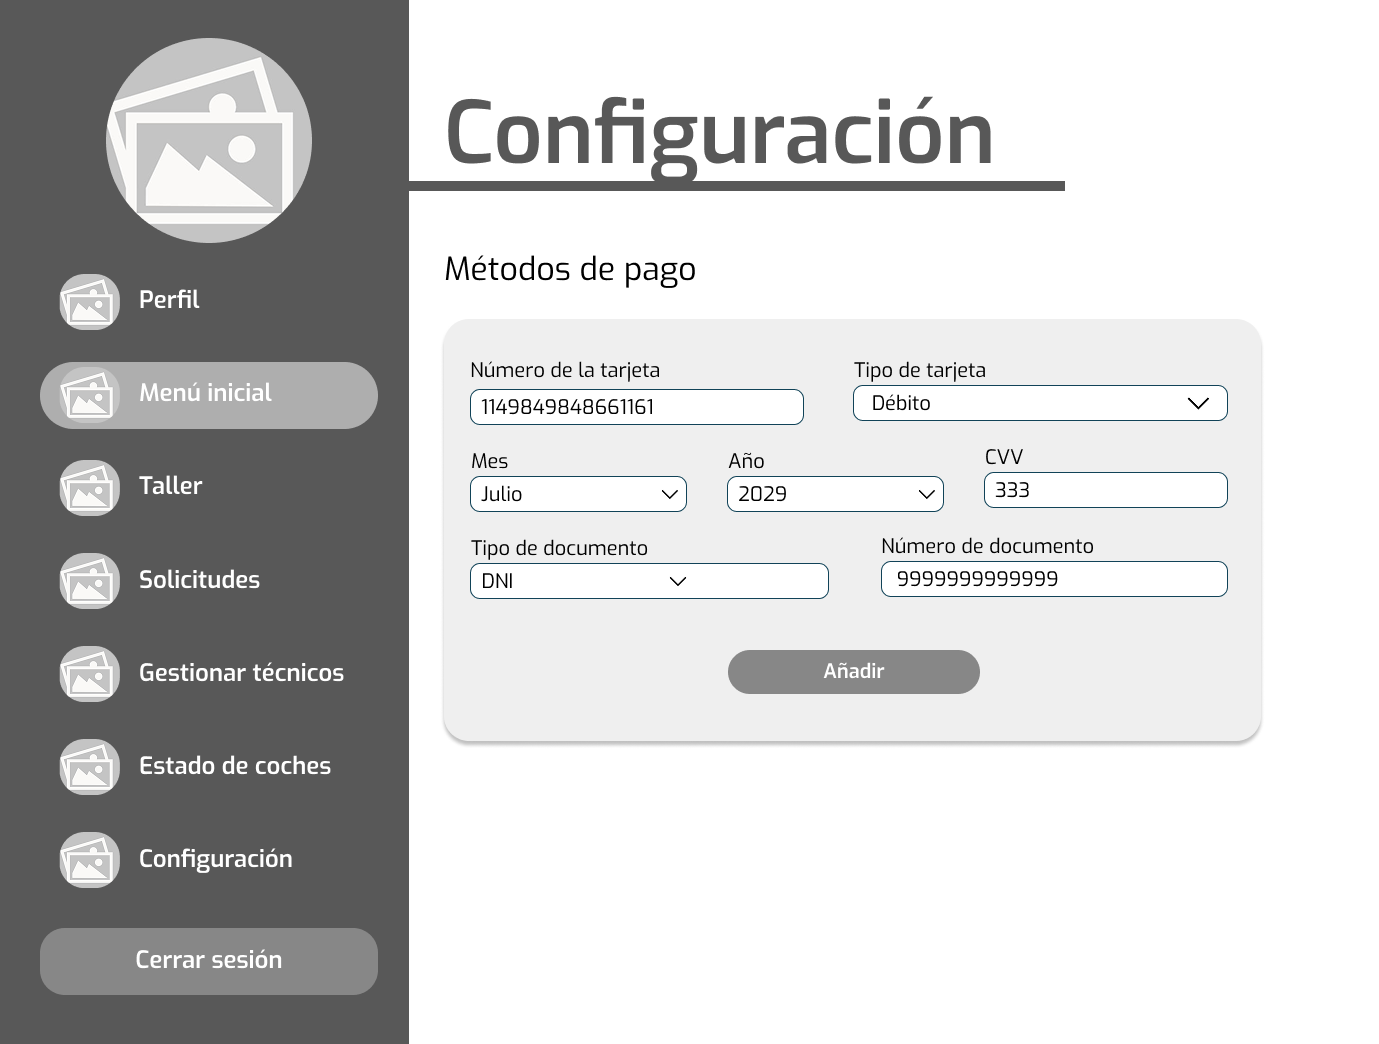 Configuración
Perfil
Menú inicial
Taller
Solicitudes
Gestionar técnicos
Estado de coches
Configuración
Cerrar sesión
Métodos de pago
Número de la tarjeta
Tipo de tarjeta
1149849848661161
Débito
Mes
Año
CVV
Julio
2029
333
Tipo de documento
Número de documento
DNI
9999999999999
Añadir